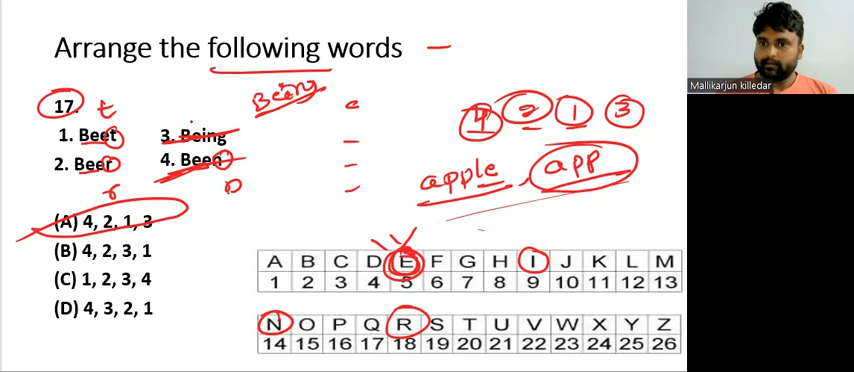 Arrange the following words
17. t
1. Beet
3. Being
2. Beer
4. Been
r
n
(A) 4, 2, 1, 3
(B) 4, 2, 3, 1
(C) 1, 2, 3, 4
(D) 4, 3, 2, 1
Being
4 2 1 3
apple, app
A B C D E F G H I J K L M
1 2 3 4 5 6 7 8 9 10 11 12 13
N O P Q R S T U V W X Y Z
14 15 16 17 18 19 20 21 22 23 24 25 26
Mallikarjun killedar